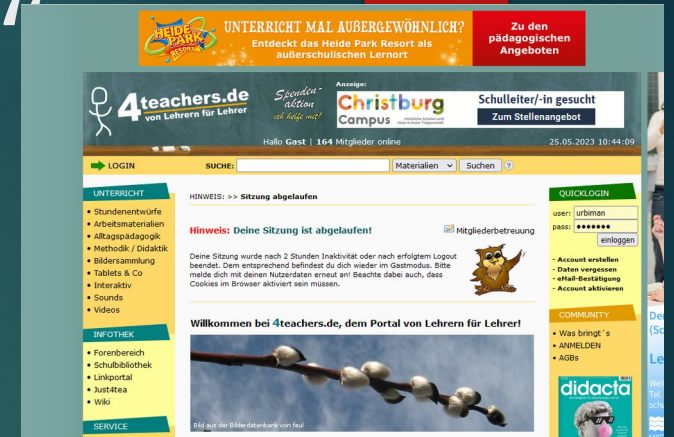 HEIDE
PARK
RESORT
UNTERRICHT MAL AUßERGEWÖHNLICH?
Entdeckt das Heide Park Resort als
außerschulischen Lernort
Zu den
pädagogischen
Angeboten
4teachers.de
von Lehrern für Lehrer
Spenden-
aktion
ich helfe mit!
Anzeige:
Christburg
Campus
Schulleiter/-in gesucht
Zum Stellenangebot
Hallo Gast | 164 Mitglieder online
25.05.2023 10:44:09
LOGIN
SUCHE:
Materialien
Suchen
?
UNTERRICHT
• Stundenentwürfe
• Arbeitsmaterialien
• Alltagspädagogik
• Methodik / Didaktik
• Bildersammlung
• Tablets & Co
• Interaktiv
• Sounds
• Videos
INFOTHEK
• Forenbereich
• Schulbibliothek
• Linkportal
• Just4tea
• Wiki
SERVICE
HINWEIS: >> Sitzung abgelaufen
Hinweis: Deine Sitzung ist abgelaufen!
Mitgliederbetreuung
Deine Sitzung wurde nach 2 Stunden Inaktivität oder nach erfolgtem Logout
beendet. Dem entsprechend befindest du dich wieder im Gastmodus. Bitte
melde dich mit deinen Nutzerdaten erneut an! Beachte dabei auch, dass
Cookies im Browser aktiviert sein müssen.
Willkommen bei 4teachers.de, dem Portal von Lehrern für Lehrer!
Bild aus der Bilderdatenbank von feul
QUICKLOGIN
user: urbiman
pass: •••••••
einloggen
- Account erstellen
- Daten vergessen
- eMail-Bestätigung
- Account aktivieren
COMMUNITY
• Was bringt´s
• ANMELDEN
• AGBs
didacta